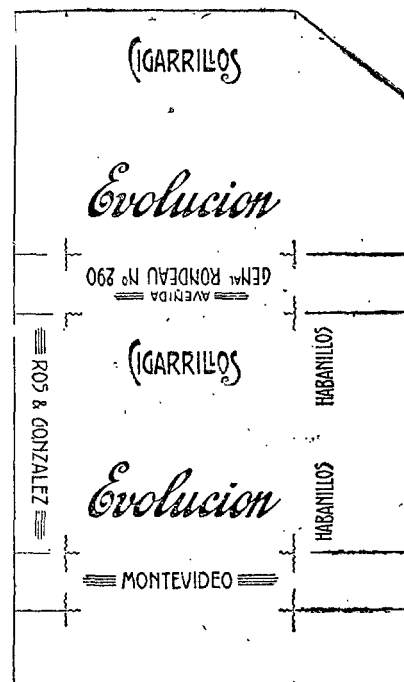 CIGARRILLOS
Evolucion
AVENIDA
GENAL RONDEAU Nº 290
CIGARRILLOS
HABANILLOS
ROS & GONZALEZ
Evolucion
HABANILLOS
MONTEVIDEO